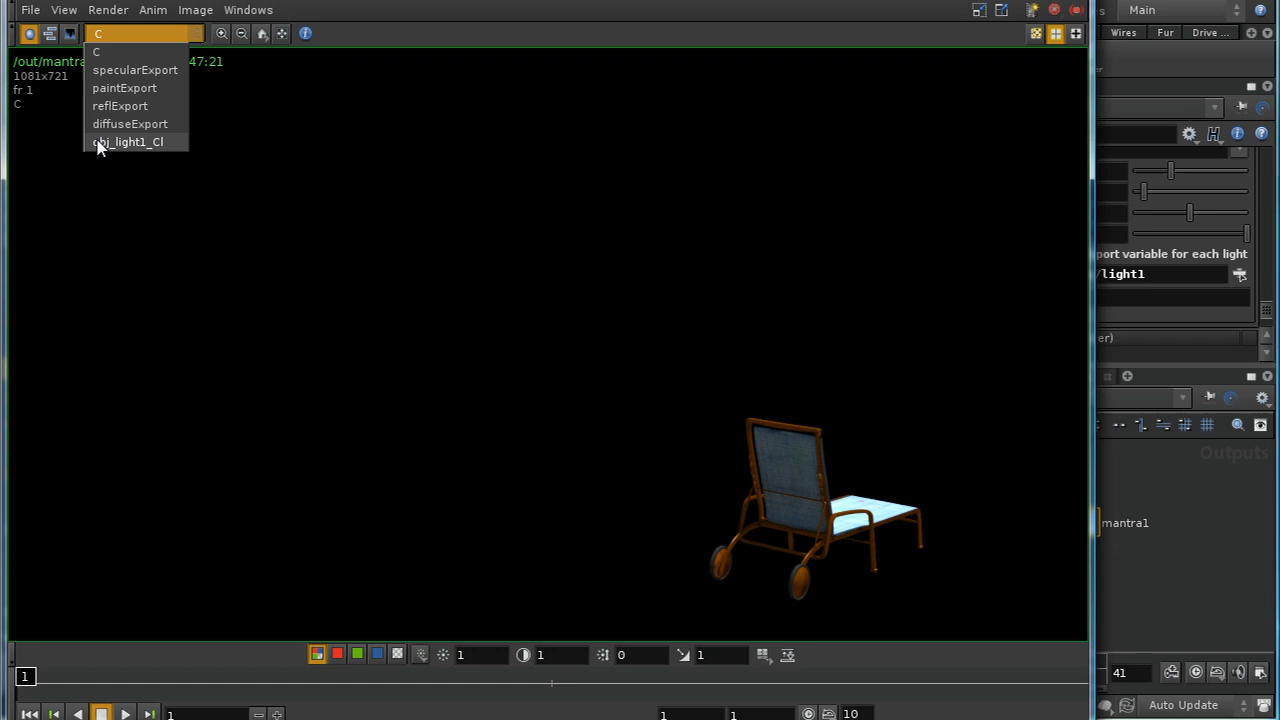 File View Render Anim Image Windows
Main
C
Wires Fur Drive ...
C
specularExport
paintExport
reflExport
diffuseExport
obj_light1_Cl
/out/mantra 47:21
1081x721
fr 1
C
port variable for each light
/light1
er)
Outputs
mantra1
1 1 0 1
1
41
1 1 1 10
Auto Update